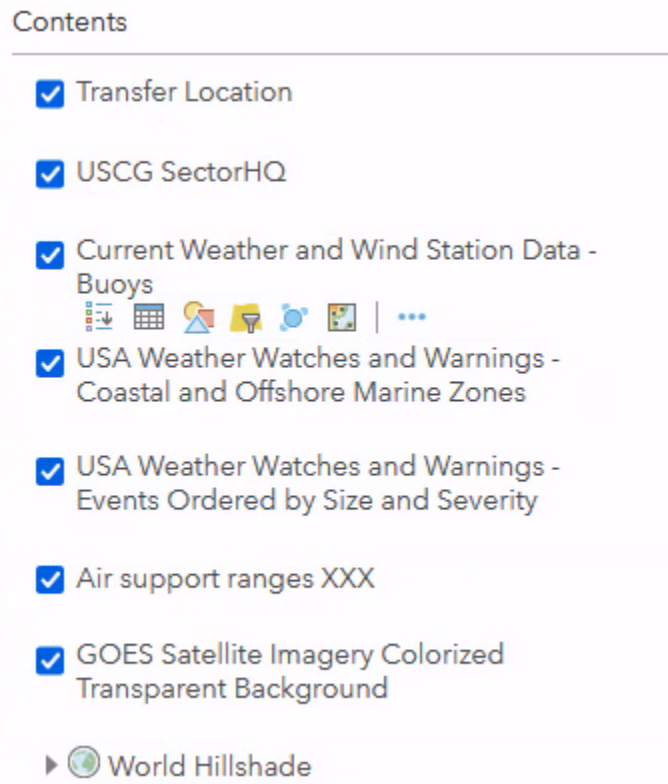 Contents
Transfer Location
USCG SectorHQ
Current Weather and Wind Station Data -
Buoys
USA Weather Watches and Warnings -
Coastal and Offshore Marine Zones
USA Weather Watches and Warnings -
Events Ordered by Size and Severity
Air support ranges XXX
GOES Satellite Imagery Colorized
Transparent Background
World Hillshade